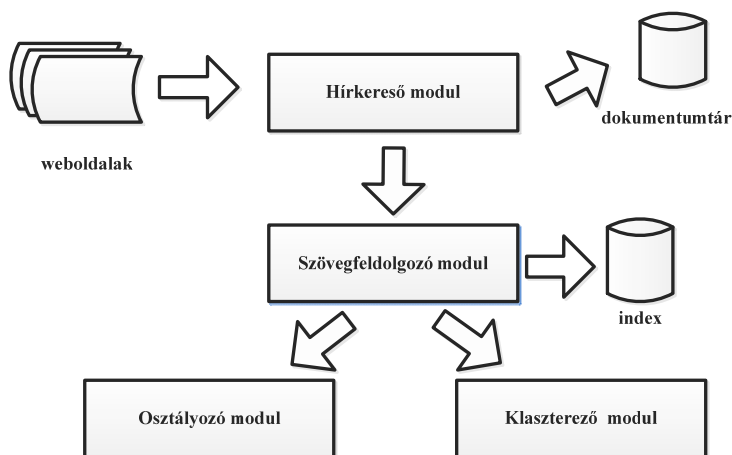 Hírkereső modul
dokumentumtár
weboldalak
Szövegfeldolgozó modul
index
Osztályozó modul
Klaszterező modul